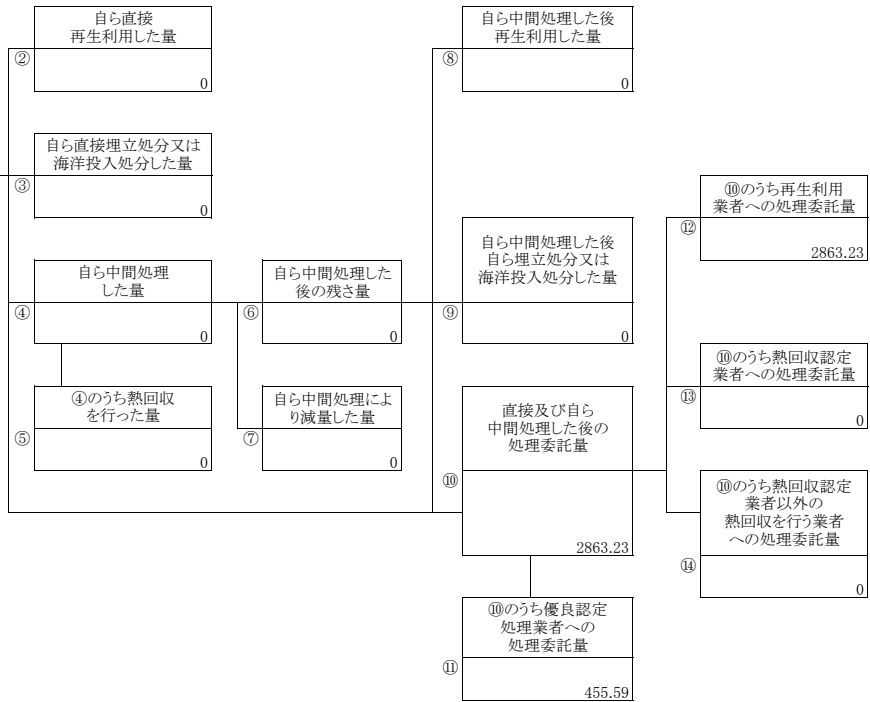 自ら直接
再生利用した量
②
0
自ら直接埋立処分又は
海洋投入処分した量
③
0
自ら中間処理
した量
④
0
④のうち熱回収
を行った量
⑤
0
自ら中間処理した
後の残さ量
⑥
0
自ら中間処理によ
り減量した量
⑦
0
自ら中間処理した後
再生利用した量
⑧
0
自ら中間処理した後
自ら埋立処分又は
海洋投入処分した量
⑨
0
直接及び自ら
中間処理した後の
処理委託量
⑩
2863.23
⑩のうち優良認定
処理業者への
処理委託量
⑪
455.59
⑩のうち再生利用
業者への処理委託量
⑫
2863.23
⑩のうち熱回収認定
業者への処理委託量
⑬
0
⑩のうち熱回収認定
業者以外の
熱回収を行う業者
への処理委託量
⑭
0